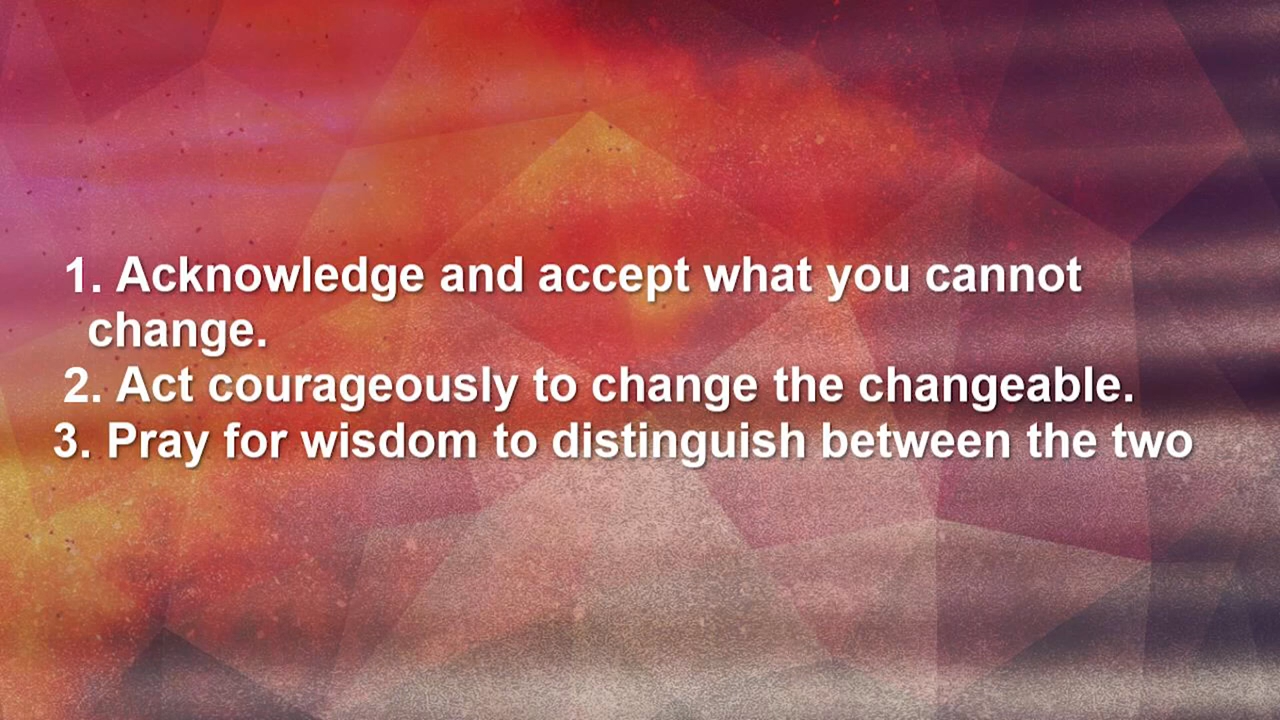 1. Acknowledge and accept what you cannot
change.
2. Act courageously to change the changeable.
3. Pray for wisdom to distinguish between the two